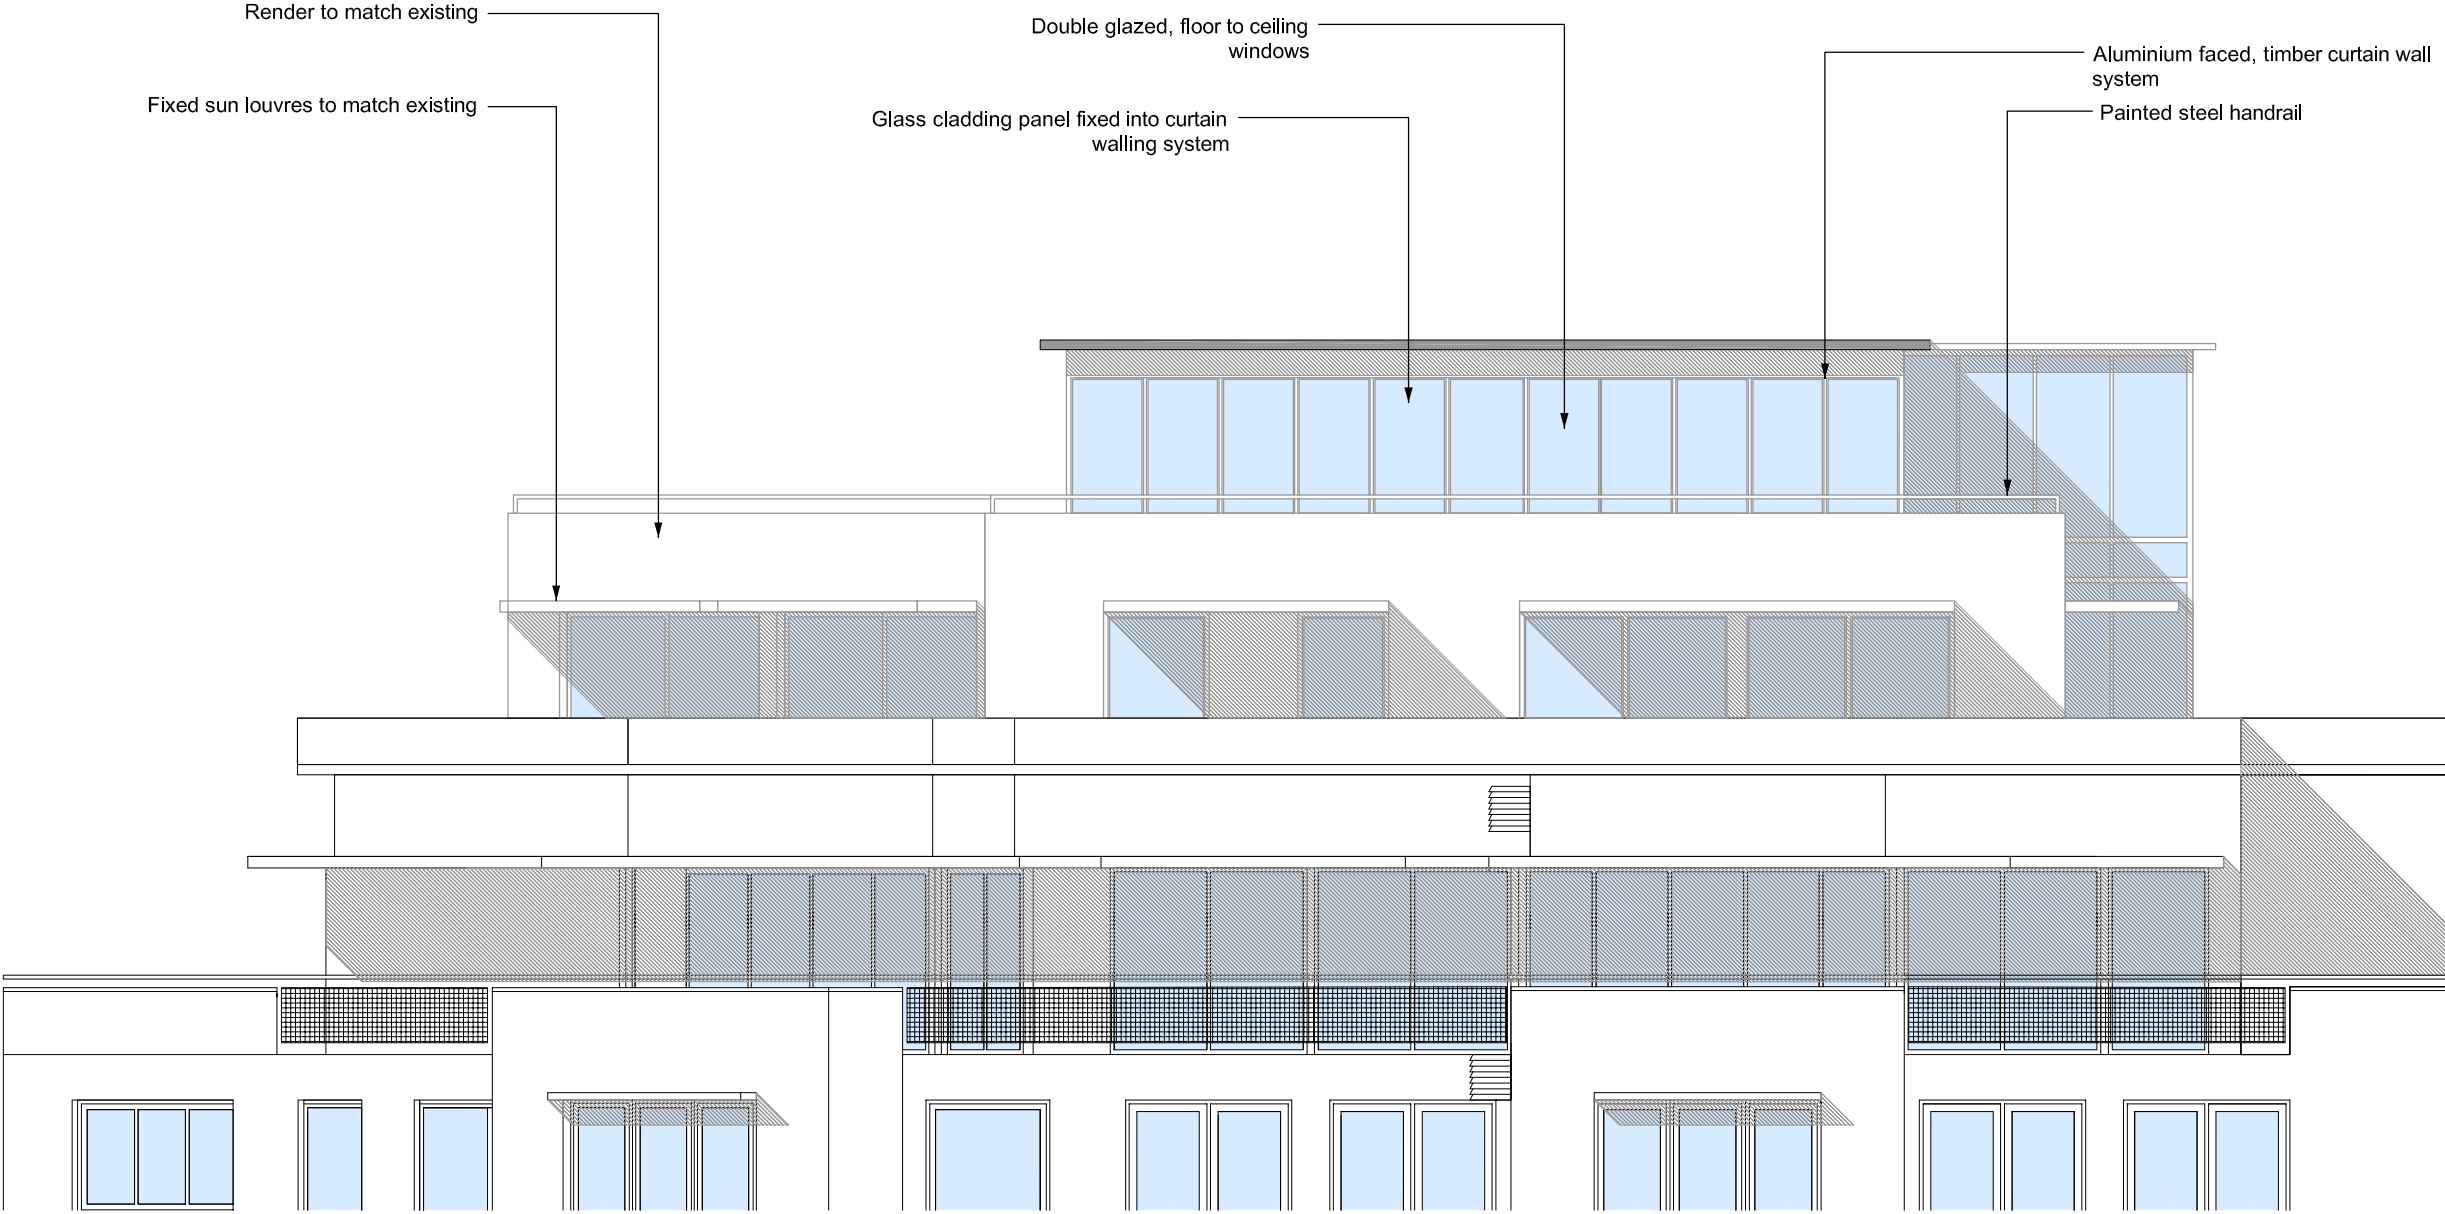 Render to match existing
Double glazed, floor to ceiling
windows
Aluminium faced, timber curtain wall
system
Fixed sun louvres to match existing
Glass cladding panel fixed into curtain
walling system
Painted steel handrail